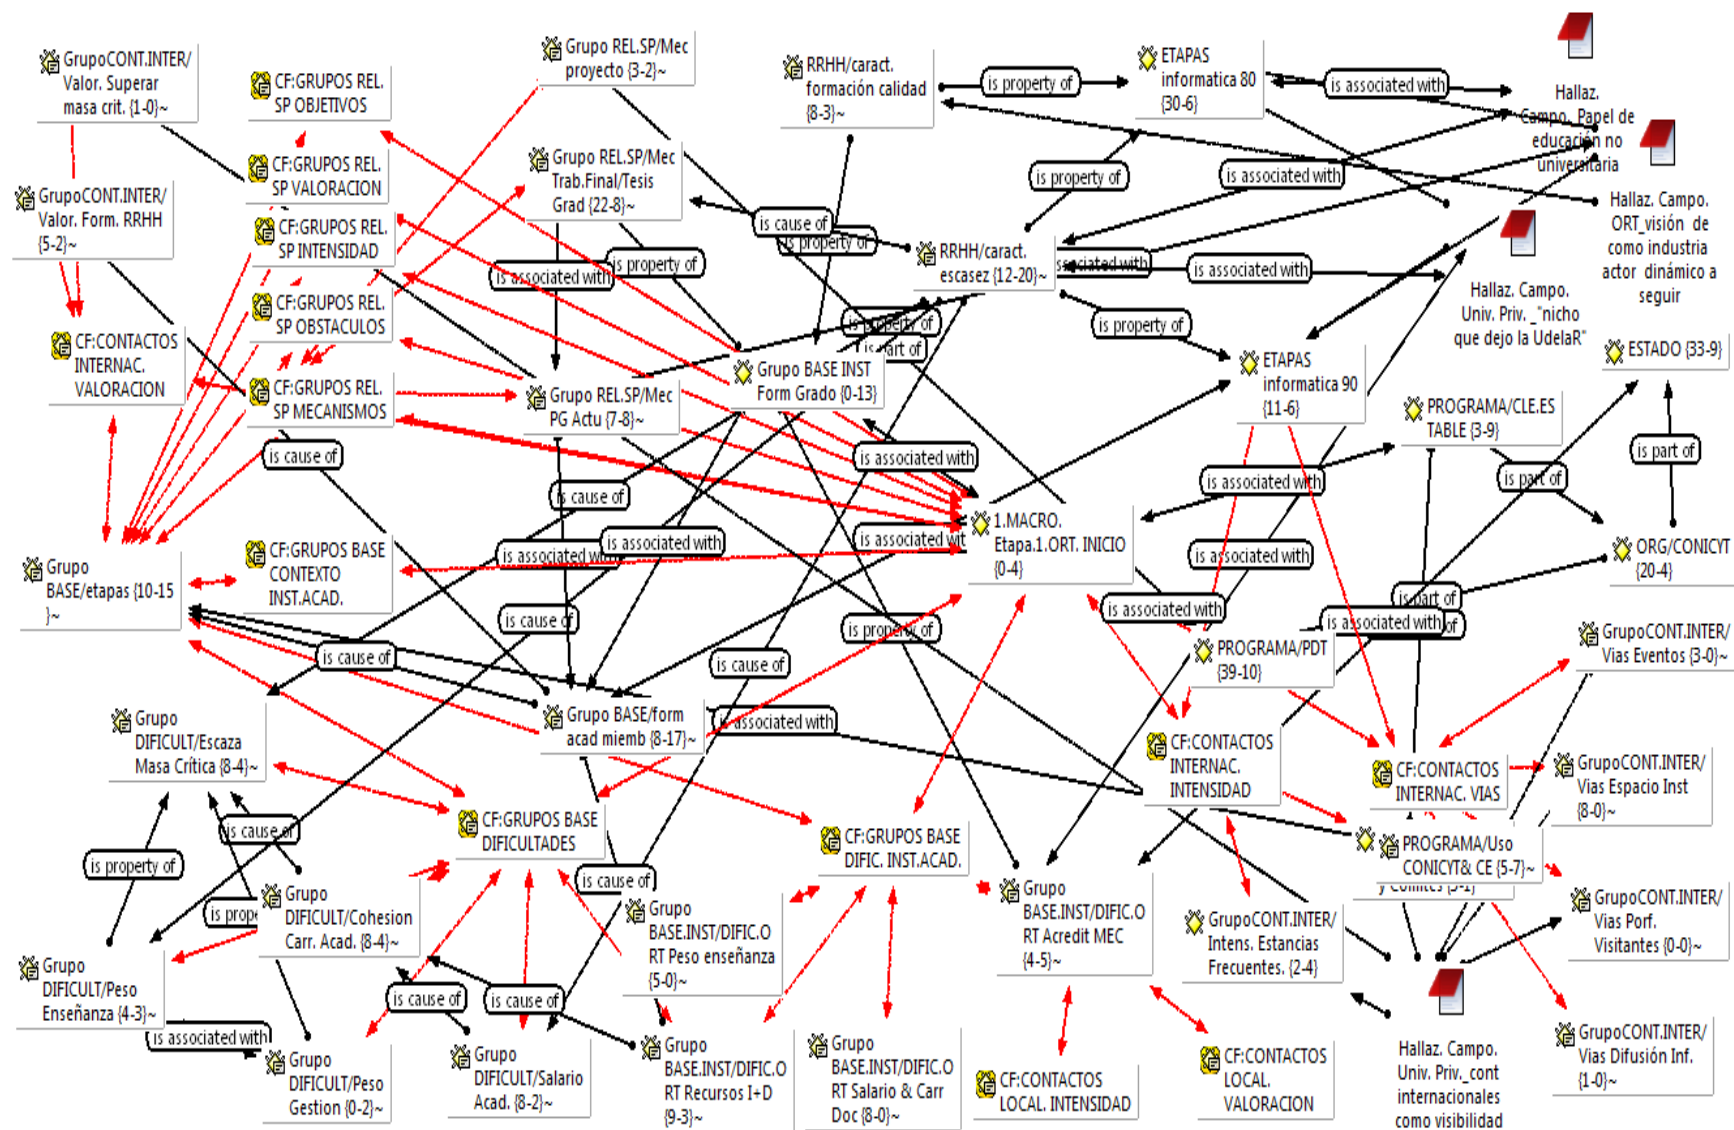 GrupoCONT.INTER/
Valor. Superar
masa crit. {1-0}~
CF:GRUPOS REL.
SP OBJETIVOS
Grupo REL.SP/Mec
proyecto {3-2}~
RRHH/caract.
formación calidad
{8-3}~
is property of
ETAPAS
informatica 80
{30-6}
is associated with
Hallaz.
Campo. Papel de
educación no
universitaria
CF:GRUPOS REL.
SP VALORACION
Grupo REL.SP/Mec
Trab.Final/Tesis
Grad {22-8}~
is property of
is associated with
GrupoCONT.INTER/
Valor. Form. RRHH
{5-2}~
CF:GRUPOS REL.
SP INTENSIDAD
is cause of
is property of
RRHH/caract.
escasez {12-20}~
is associated with
is associated with
Hallaz. Campo.
ORT_visión de
como industria
actor dinámico a
seguir
is associated with
is property of
Hallaz. Campo.
Univ. Priv. _"nicho
que dejo la UdelaR"
CF:GRUPOS REL.
SP OBSTACULOS
CF:CONTACTOS
INTERNAC.
VALORACION
is property of
is part of
is property of
ETAPAS
informatica 90
{11-6}
ESTADO {33-9}
CF:GRUPOS REL.
SP MECANISMOS
Grupo REL.SP/Mec
PG Actu {7-8}~
Grupo BASE INST
Form Grado {0-13}
PROGRAMA/CLE.ES
TABLE {3-9}
is cause of
is cause of
is associated with
is associated with
is part of
is part of
1.MACRO.
Etapa.1.ORT. INICIO
{0-4}
Grupo
BASE/etapas {10-15
}~
CF:GRUPOS BASE
CONTEXTO
INST.ACAD.
is associated with
is associated with
is associated with
is associated with
ORG/CONICYT
{20-4}
is cause of
is cause of
is property of
is cause of
is associated with
is part of
is associated with
PROGRAMA/PDT
{39-10}
GrupoCONT.INTER/
Vias Eventos {3-0}~
Grupo
DIFICULT/Escaza
Masa Crítica {8-4}~
Grupo BASE/form
acad miemb {8-17}~
is associated with
CF:CONTACTOS
INTERNAC.
INTENSIDAD
CF:CONTACTOS
INTERNAC. VIAS
GrupoCONT.INTER/
Vias Espacio Inst
{8-0}~
is cause of
is property of
CF:GRUPOS BASE
DIFICULTADES
CF:GRUPOS BASE
DIFIC. INST.ACAD.
PROGRAMA/Uso
CONICYT& CE {5-7}~
is cause of
Grupo
DIFICULT/Cohesion
Carr. Acad. {8-4}~
Grupo
BASE.INST/DIFIC.O
RT Peso enseñanza
{5-0}~
Grupo
BASE.INST/DIFIC.O
RT Acredit MEC
{4-5}~
GrupoCONT.INTER/
Intens. Estancias
Frecuentes. {2-4}
GrupoCONT.INTER/
Vias Porf.
Visitantes {0-0}~
Grupo
DIFICULT/Peso
Enseñanza {4-3}~
is cause of
is cause of
is associated with
Grupo
DIFICULT/Peso
Gestion {0-2}~
Grupo
DIFICULT/Salario
Acad. {8-2}~
Grupo
BASE.INST/DIFIC.O
RT Recursos I+D
{9-3}~
Grupo
BASE.INST/DIFIC.O
RT Salario & Carr
Doc {8-0}~
CF:CONTACTOS
LOCAL. INTENSIDAD
CF:CONTACTOS
LOCAL.
VALORACION
Hallaz. Campo.
Univ. Priv._cont
internacionales
como visibilidad
GrupoCONT.INTER/
Vias Difusión Inf.
{1-0}~